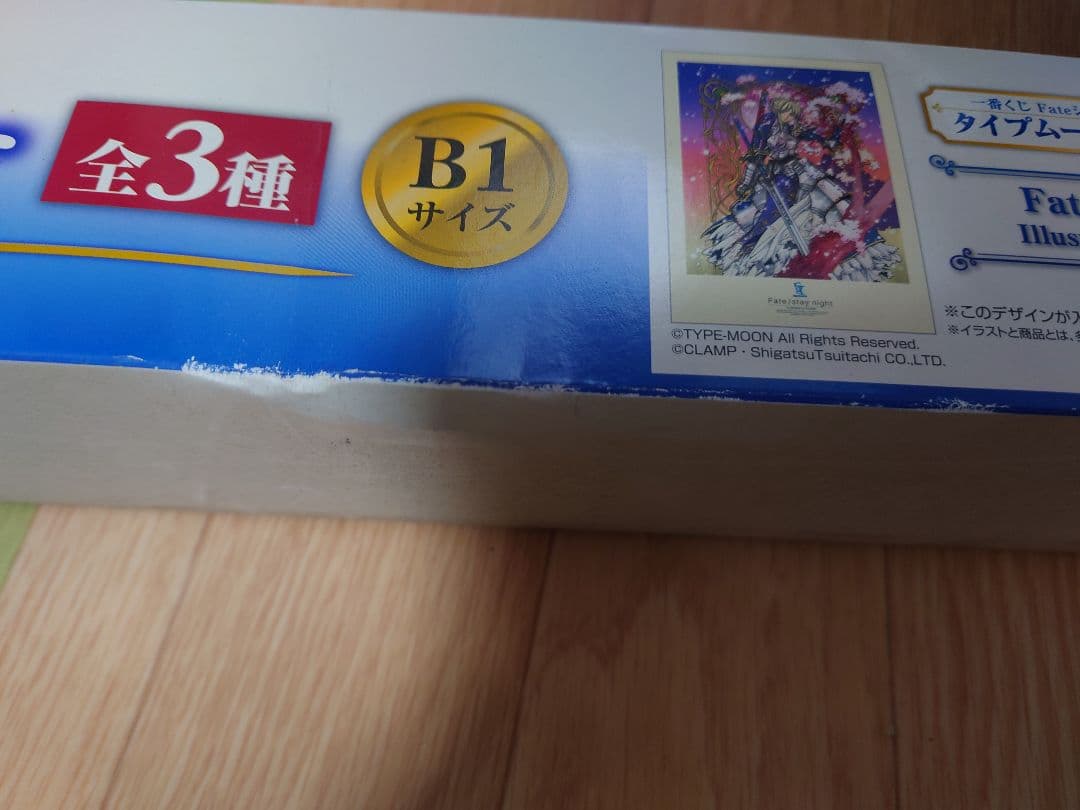 全3種
B1
サイズ
Fate/stay night
©TYPE-MOON All Rights Reserved.
©CLAMP・ShigatsuTsuitachi CO.,LTD.
一番くじ Fate
タイプムー
Fat
Illus
※このデザインが
※イラストと商品とは、